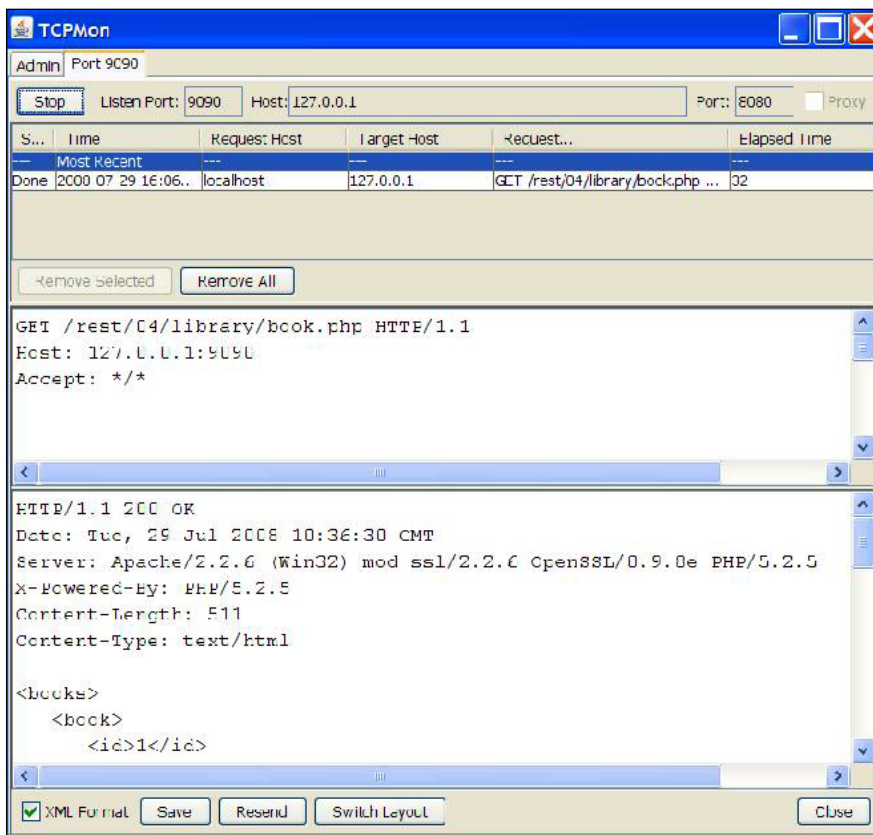 TCPMon
Admin Port 9090
Stop Listen Port: 9090 Host: 127.0.0.1 Port: 8080 Proxy
S... Time Request Host Target Host Request... Elapsed Time
--- Most Recent --- --- --- ---
Done 2008 07 29 16:06... localhost 127.0.0.1 GET /rest/04/library/book.php ... 32
Remove Selected Remove All
GET /rest/04/library/book.php HTTP/1.1
Host: 127.0.0.1:9090
Accept: */*
HTTP/1.1 200 OK
Date: Tue, 29 Jul 2008 10:36:30 GMT
Server: Apache/2.2.6 (Win32) mod_ssl/2.2.6 OpenSSL/0.9.8e PHP/5.2.5
X-Powered-By: PHP/5.2.5
Content-Length: 511
Content-Type: text/html
<books>
<book>
<id>1</id>
XML Format Save Resend Switch Layout Close